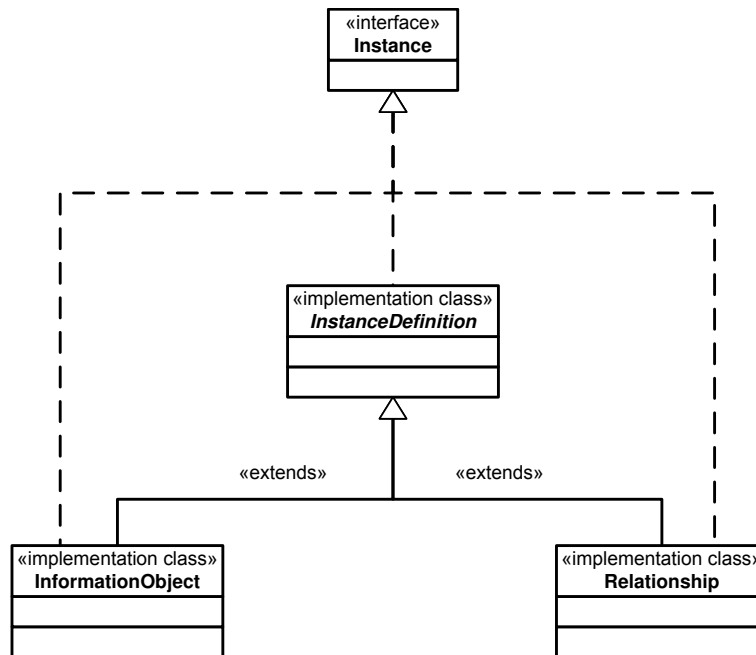 «interface»
Instance
«implementation class»
InstanceDefinition
«extends»
«extends»
«implementation class»
InformationObject
«implementation class»
Relationship